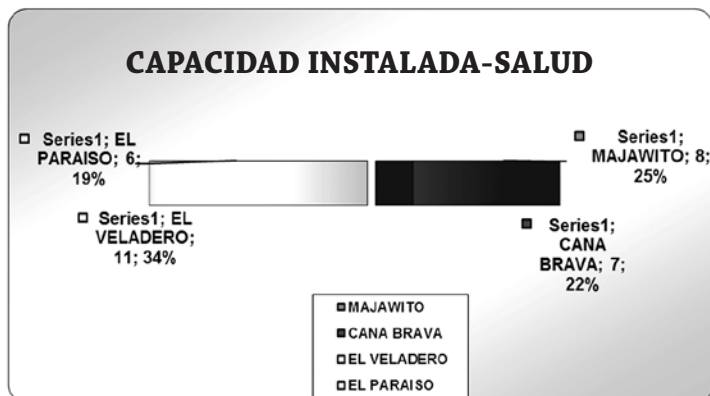 CAPACIDAD INSTALADA-SALUD
Series1; EL
PARAISO; 6;
19%
Series1;
MAJAWITO; 8;
25%
Series1; EL
VELADERO;
11; 34%
Series1;
CANA
BRAVA; 7;
22%
MAJAWITO
CANA BRAVA
EL VELADERO
EL PARAISO